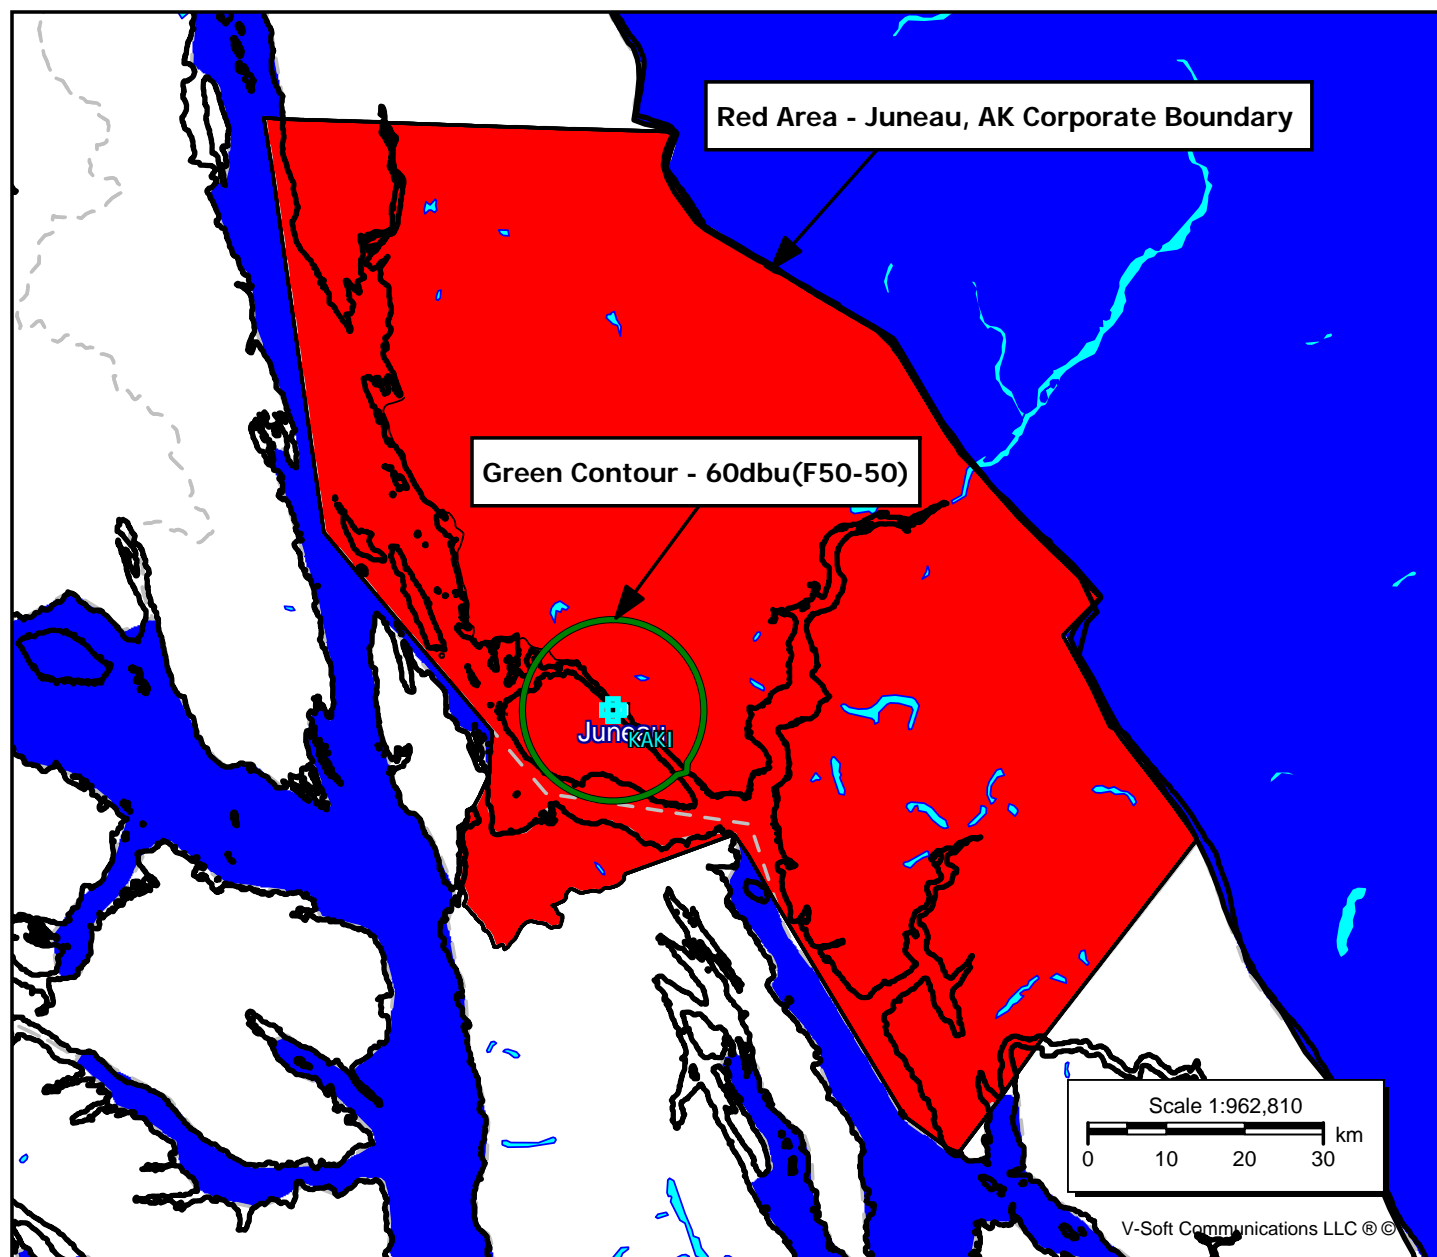 Red Area - Juneau, AK Corporate Boundary
Green Contour - 60dbu(F50-50)
Juneau
KAKI
Scale 1:962,810
km
0 10 20 30
V-Soft Communications LLC ® ©